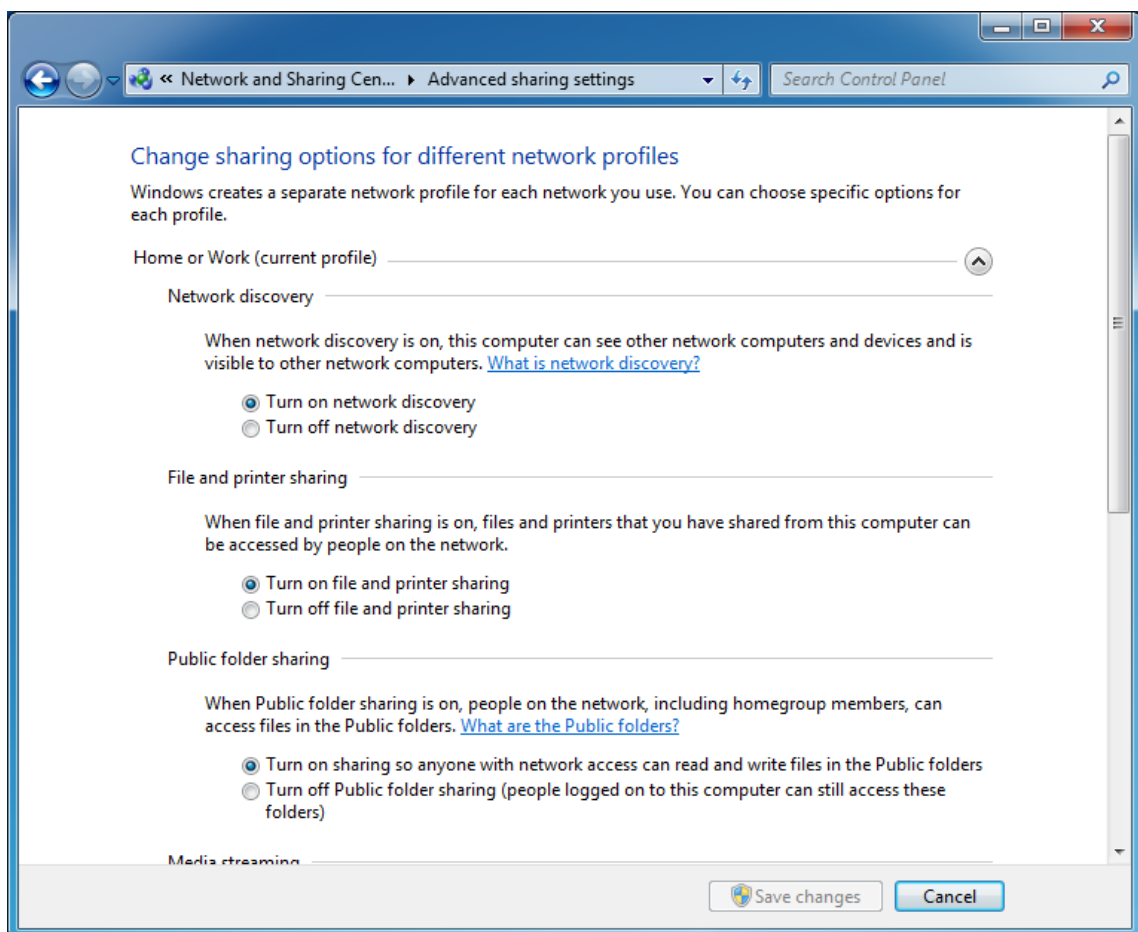 « Network and Sharing Cen... ▸ Advanced sharing settings
Search Control Panel
Change sharing options for different network profiles
Windows creates a separate network profile for each network you use. You can choose specific options for
each profile.
Home or Work (current profile)
Network discovery
When network discovery is on, this computer can see other network computers and devices and is
visible to other network computers. What is network discovery?
Turn on network discovery
Turn off network discovery
File and printer sharing
When file and printer sharing is on, files and printers that you have shared from this computer can
be accessed by people on the network.
Turn on file and printer sharing
Turn off file and printer sharing
Public folder sharing
When Public folder sharing is on, people on the network, including homegroup members, can
access files in the Public folders. What are the Public folders?
Turn on sharing so anyone with network access can read and write files in the Public folders
Turn off Public folder sharing (people logged on to this computer can still access these
folders)
Media streaming
Save changes
Cancel